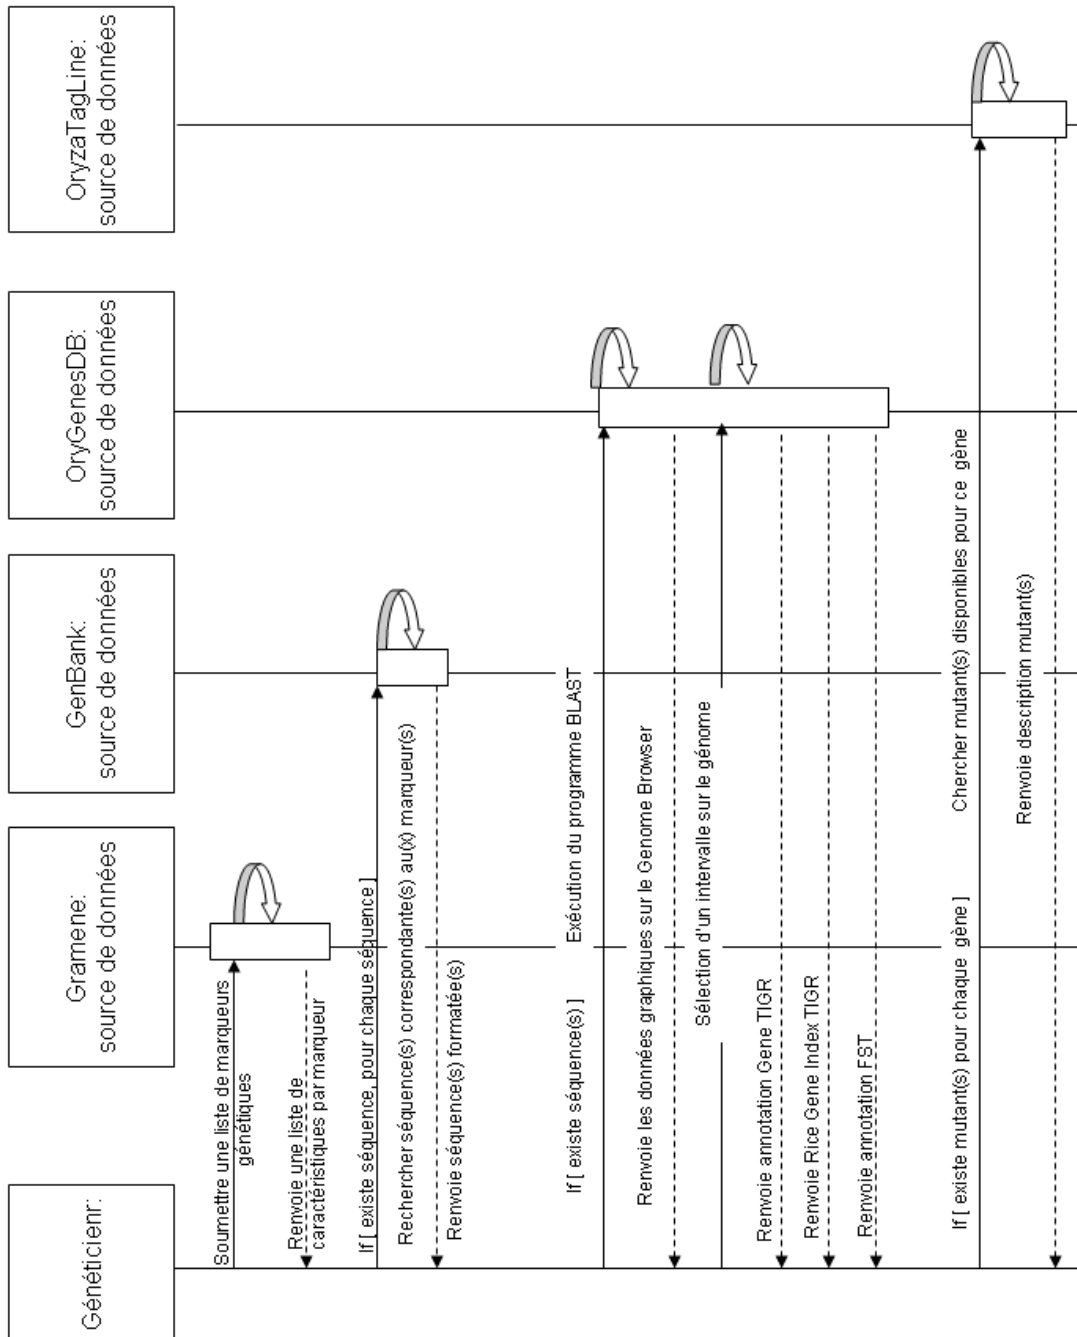 Généticienr:
Gramene:
source de données
GenBank:
source de données
OryGenesDB:
source de données
OryzaTagLine:
source de données
Soumettre une liste de marqueurs
génétiques
Renvoie une liste de
caractéristiques par marqueur
If [ existe séquence, pour chaque séquence ]
Rechercher séquence(s) correspondante(s) au(x) marqueur(s)
Renvoie séquence(s) formatée(s)
If [ existe séquence(s) ]
Exécution du programme BLAST
Renvoie les données graphiques sur le Genome Browser
Sélection d'un intervalle sur le génome
Renvoie annotation Gene TIGR
Renvoie Rice Gene Index TIGR
Renvoie annotation FST
If [ existe mutant(s) pour chaque gène ]
Chercher mutant(s) disponibles pour ce gène
Renvoie description mutant(s)